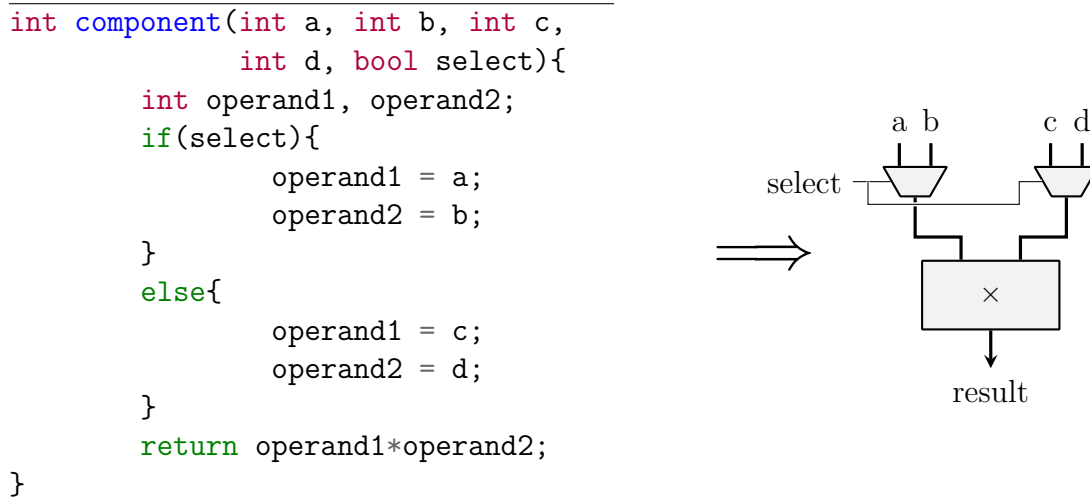 int component(int a, int b, int c,
int d, bool select){
int operand1, operand2;
if(select){
operand1 = a;
operand2 = b;
}
else{
operand1 = c;
operand2 = d;
}
return operand1*operand2;
}
a b c d
select
×
result